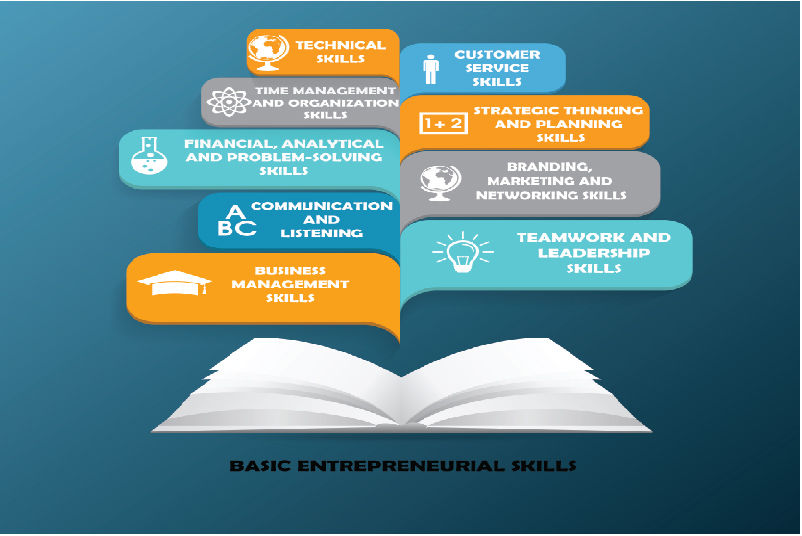 TECHNICAL
SKILLS
CUSTOMER
SERVICE
SKILLS
TIME MANAGEMENT
AND ORGANIZATION
SKILLS
1+ 2
STRATEGIC THINKING
AND PLANNING
SKILLS
FINANCIAL, ANALYTICAL
AND PROBLEM-SOLVING
SKILLS
BRANDING,
MARKETING AND
NETWORKING SKILLS
A
BC
COMMUNICATION
AND
LISTENING
TEAMWORK AND
LEADERSHIP
SKILLS
BUSINESS
MANAGEMENT
SKILLS
BASIC ENTREPRENEURIAL SKILLS